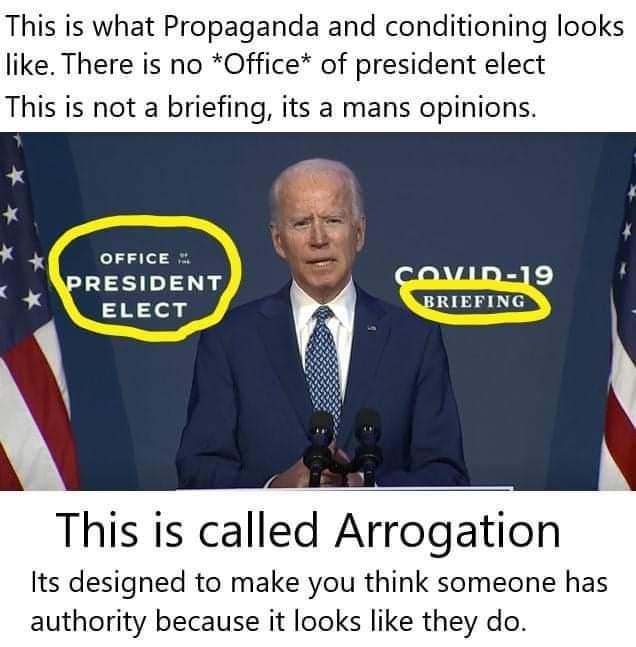 This is what Propaganda and conditioning looks
like. There is no *Office* of president elect
This is not a briefing, its a mans opinions.
OFFICE OF THE
PRESIDENT
ELECT
COVID-19
BRIEFING
This is called Arrogation
Its designed to make you think someone has
authority because it looks like they do.